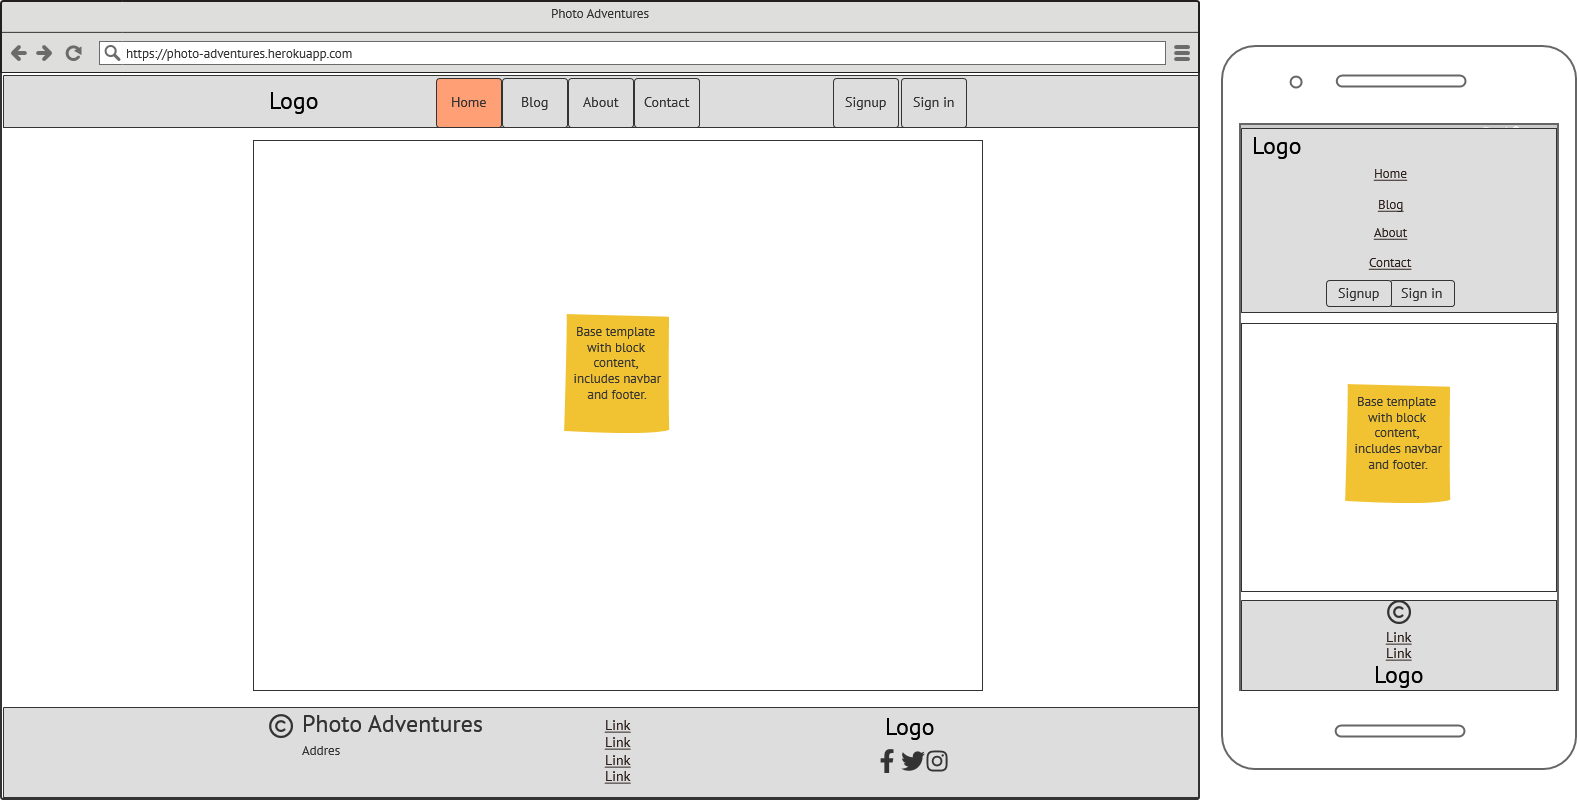 Photo Adventures
https://photo-adventures.herokuapp.com
Logo
Home
Blog
About
Contact
Signup
Sign in
Base template
with block
content,
includes navbar
and footer.
© Photo Adventures
Addres
Link
Link
Link
Link
Logo
Logo
Home
Blog
About
Contact
Signup
Sign in
Base template
with block
content,
includes navbar
and footer.
©
Link
Link
Logo